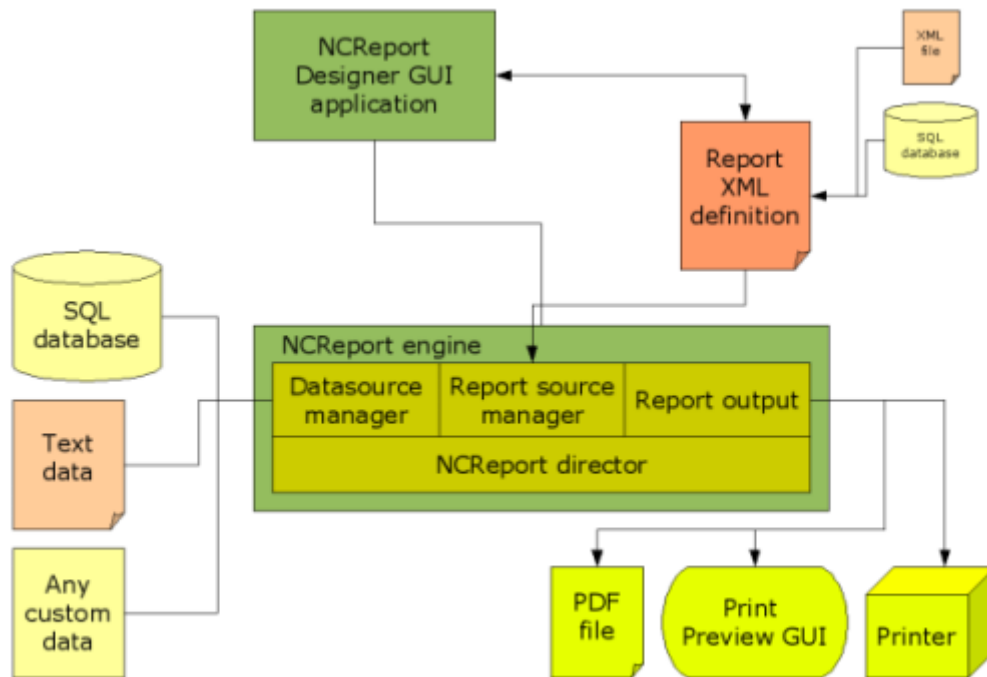 NCReport
Designer GUI
application
XML
file
SQL
database
Report
XML
definition
SQL
database
NCReport engine
Datasource
manager
Report source
manager
Report output
NCReport director
Text
data
Any
custom
data
PDF
file
Print
Preview GUI
Printer